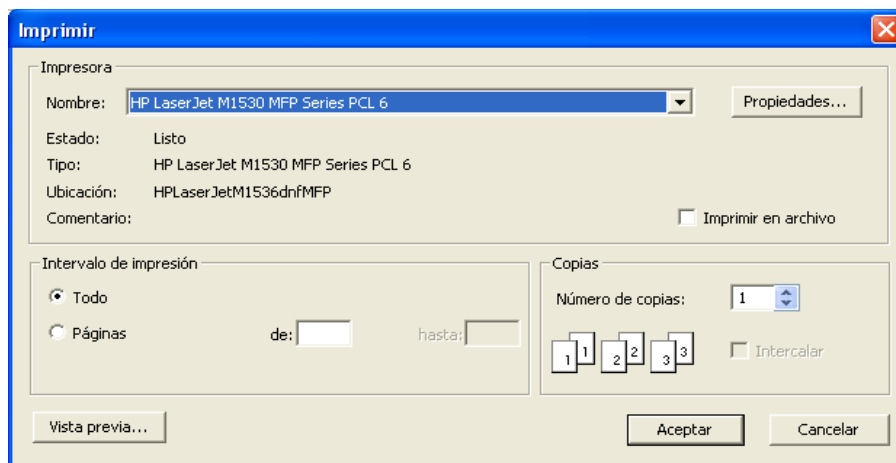 Imprimir
Impresora
Nombre: HP LaserJet M1530 MFP Series PCL 6 Propiedades...
Estado: Listo
Tipo: HP LaserJet M1530 MFP Series PCL 6
Ubicación: HPLaserJetM1536dnfMFP
Comentario: Imprimir en archivo
Intervalo de impresión Copias
Todo Número de copias: 1
Páginas de: hasta: 1 1 2 2 3 3 Intercalar
Vista previa... Aceptar Cancelar